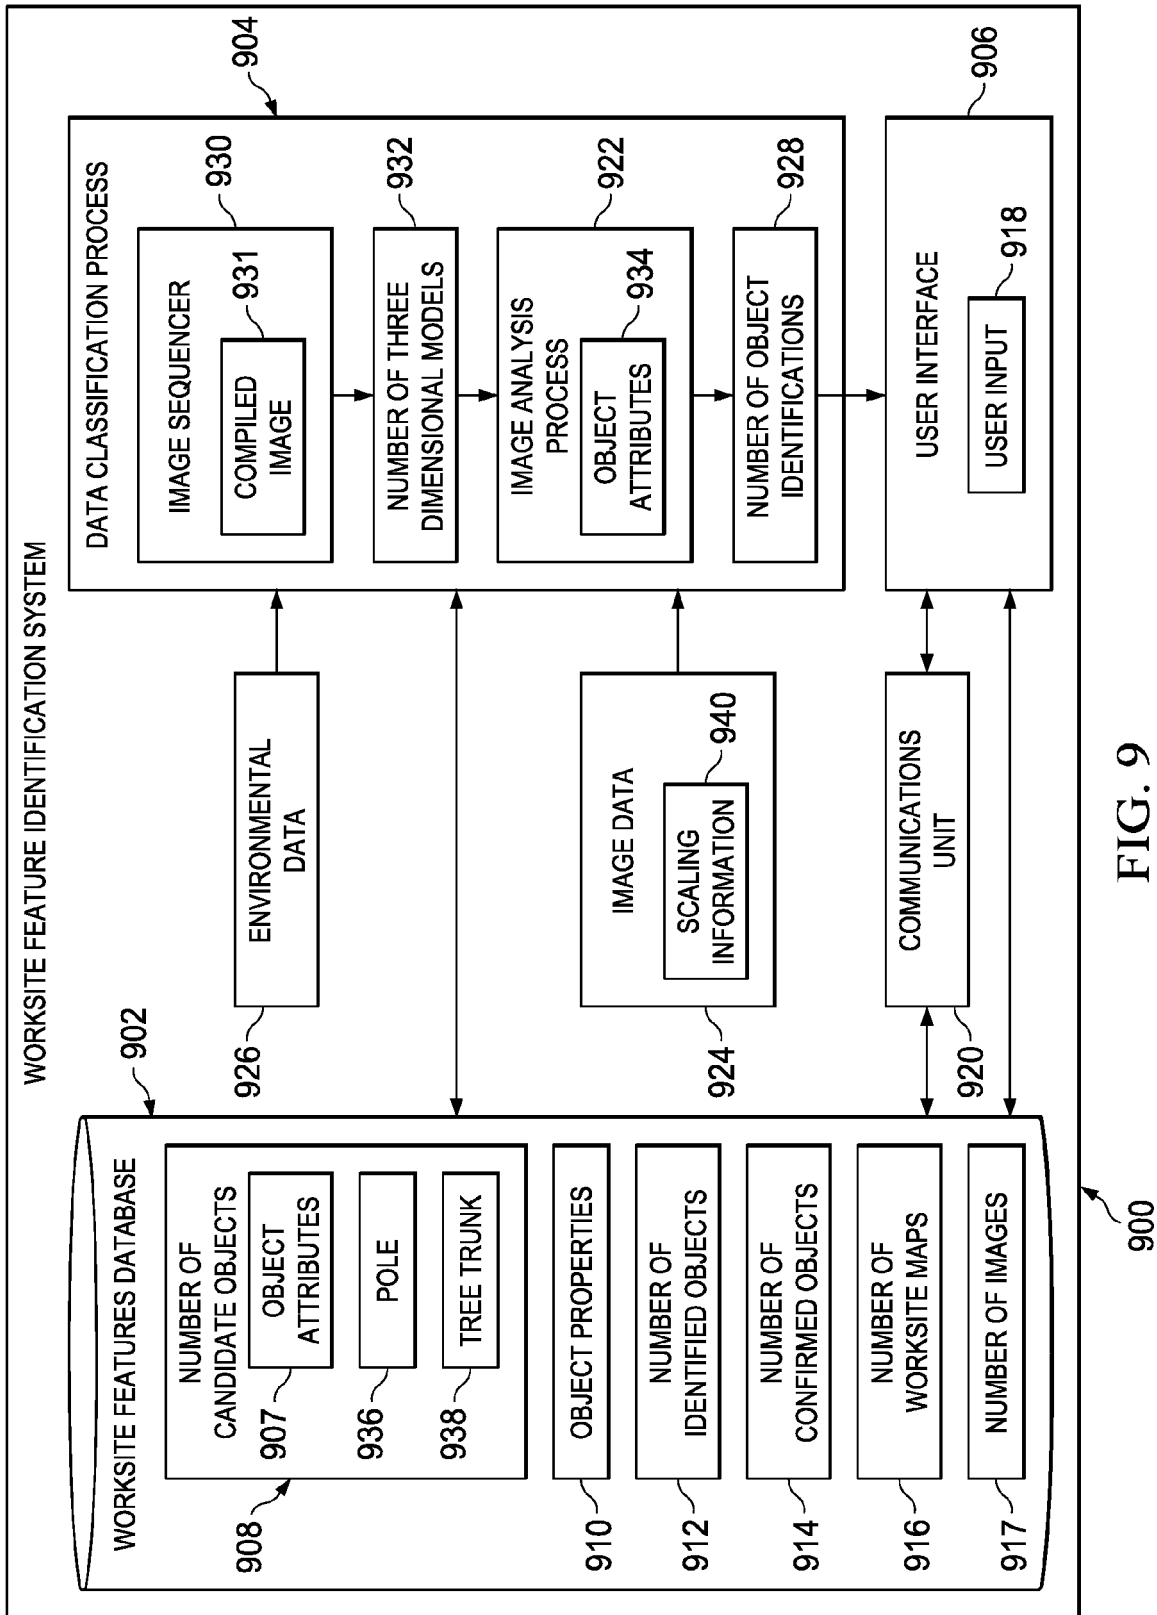 WORKSITE FEATURE IDENTIFICATION SYSTEM
902
WORKSITE FEATURES DATABASE
NUMBER OF
CANDIDATE OBJECTS
OBJECT
ATTRIBUTES
907
POLE
936
TREE TRUNK
938
908
OBJECT PROPERTIES
910
NUMBER OF
IDENTIFIED OBJECTS
912
NUMBER OF
CONFIRMED OBJECTS
914
NUMBER OF
WORKSITE MAPS
916
NUMBER OF IMAGES
917
900
ENVIRONMENTAL
DATA
926
IMAGE DATA
SCALING
INFORMATION
940
924
COMMUNICATIONS
UNIT
920
904
DATA CLASSIFICATION PROCESS
IMAGE SEQUENCER
930
COMPILED
IMAGE
931
NUMBER OF THREE
DIMENSIONAL MODELS
932
IMAGE ANALYSIS
PROCESS
922
OBJECT
ATTRIBUTES
934
NUMBER OF OBJECT
IDENTIFICATIONS
928
USER INTERFACE
906
USER INPUT
918
FIG. 9